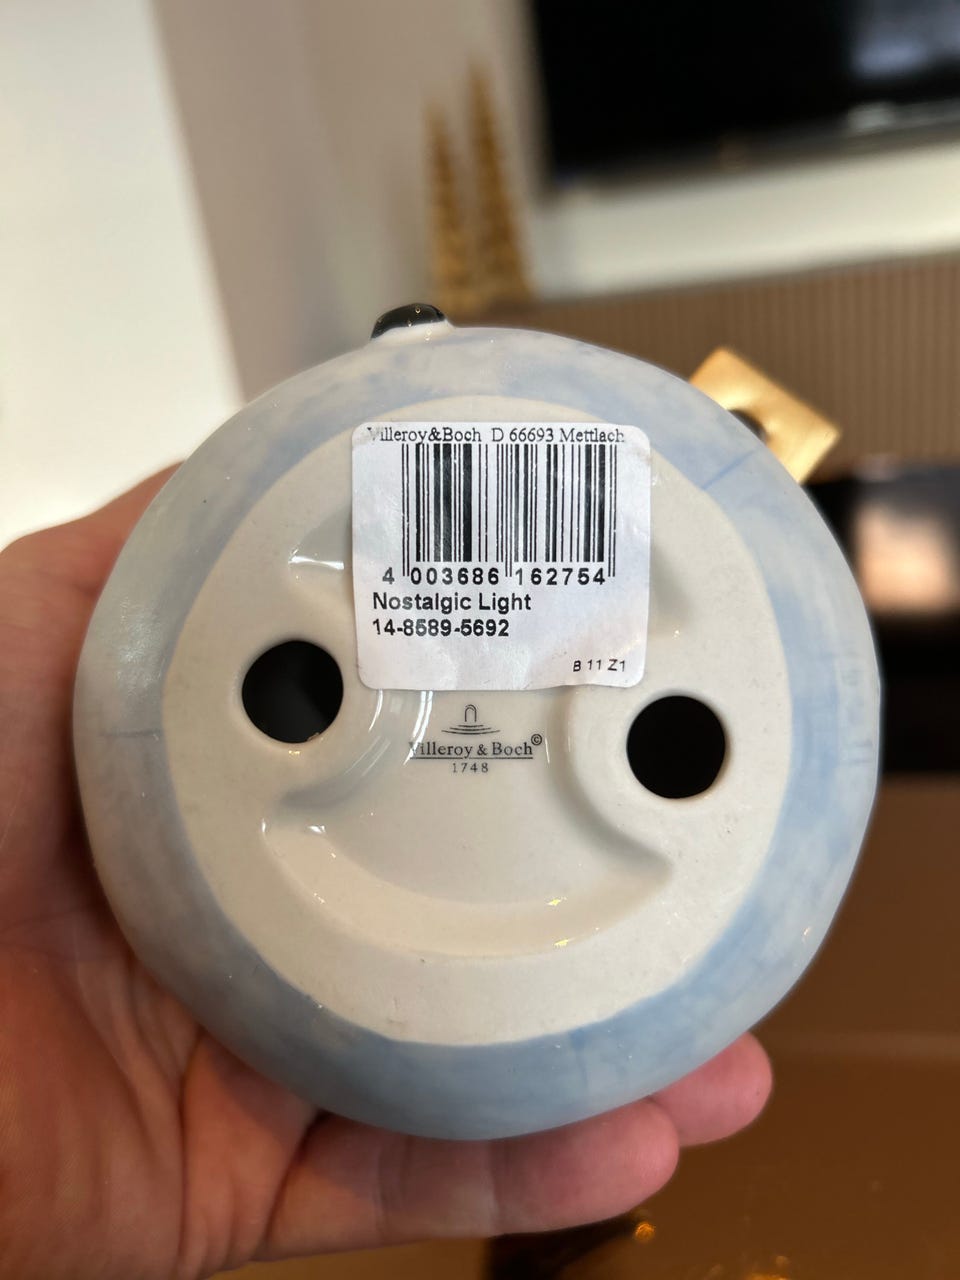 Villeroy&Boch D 66693 Mettlach
4 003686 162754
Nostalgic Light
14-8589-5692
B 11 Z1
Villeroy & Boch ©
1748